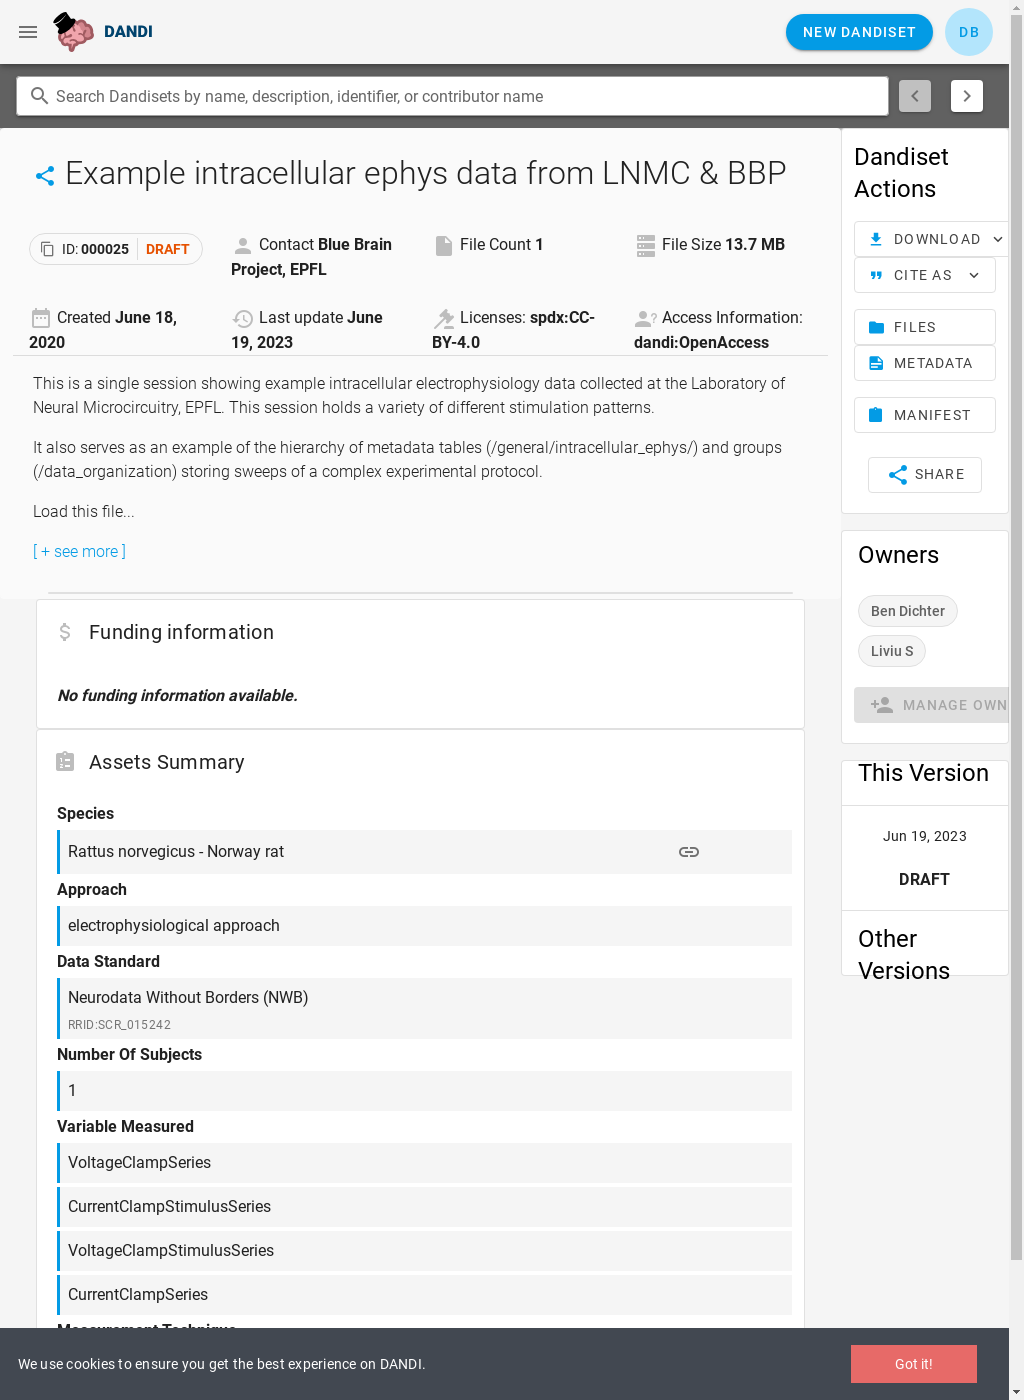 DANDI
NEW DANDISET
DB
Search Dandisets by name, description, identifier, or contributor name
Example intracellular ephys data from LNMC & BBP
ID: 000025 DRAFT
Contact Blue Brain
Project, EPFL
File Count 1
File Size 13.7 MB
Created June 18,
2020
Last update June
19, 2023
Licenses: spdx:CC-
BY-4.0
Access Information:
dandi:OpenAccess
This is a single session showing example intracellular electrophysiology data collected at the Laboratory of
Neural Microcircuitry, EPFL. This session holds a variety of different stimulation patterns.
It also serves as an example of the hierarchy of metadata tables (/general/intracellular_ephys/) and groups
(/data_organization) storing sweeps of a complex experimental protocol.
Load this file...
[ + see more ]
Funding information
No funding information available.
Assets Summary
Species
Rattus norvegicus - Norway rat
Approach
electrophysiological approach
Data Standard
Neurodata Without Borders (NWB)
RRID:SCR_015242
Number Of Subjects
1
Variable Measured
VoltageClampSeries
CurrentClampStimulusSeries
VoltageClampStimulusSeries
CurrentClampSeries
Measurement Technique
Dandiset
Actions
DOWNLOAD
CITE AS
FILES
METADATA
MANIFEST
SHARE
Owners
Ben Dichter
Liviu S
MANAGE OWN
This Version
Jun 19, 2023
DRAFT
Other
Versions
We use cookies to ensure you get the best experience on DANDI.
Got it!